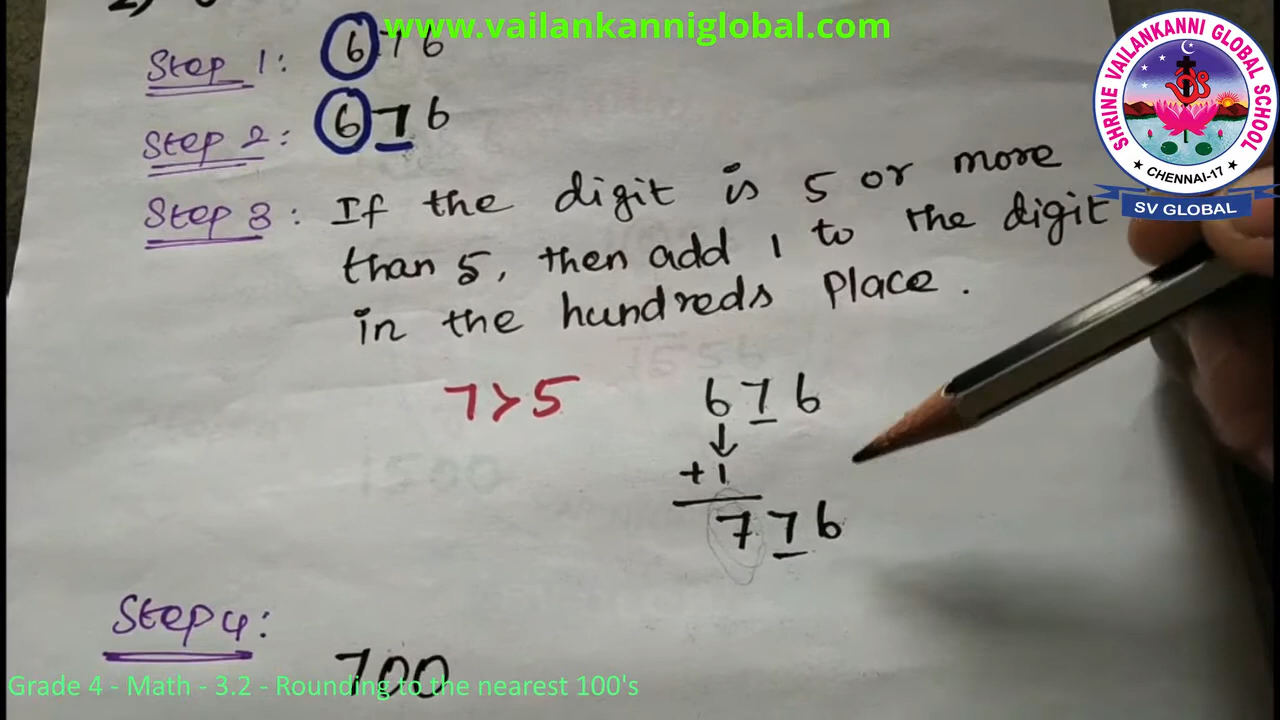 www.vailankanniglobal.com
Step 1: 676
Step 2: 676
Step 3: If the digit is 5 or more
than 5, then add 1 to the digit
in the hundreds place.
7>5
676
+1
776
Step 4:
700
Grade 4 - Math - 3.2 - Rounding to the nearest 100's
SHRINE VAILANKANNI GLOBAL SCHOOL
★ CHENNAI-17 ★
SV GLOBAL